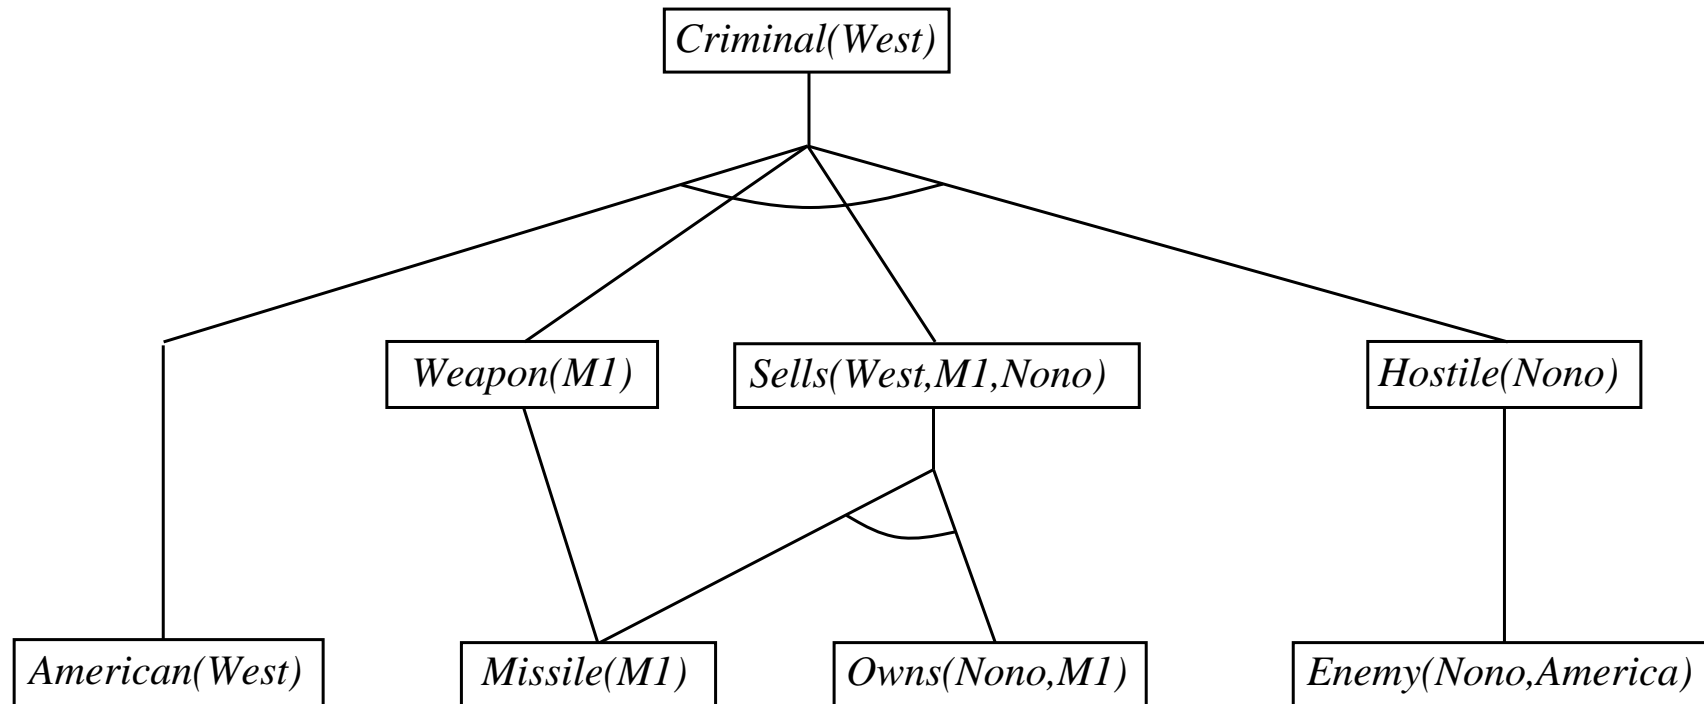 Criminal(West)
Weapon(M1)
Sells(West,M1,Nono)
Hostile(Nono)
American(West)
Missile(M1)
Owns(Nono,M1)
Enemy(Nono,America)